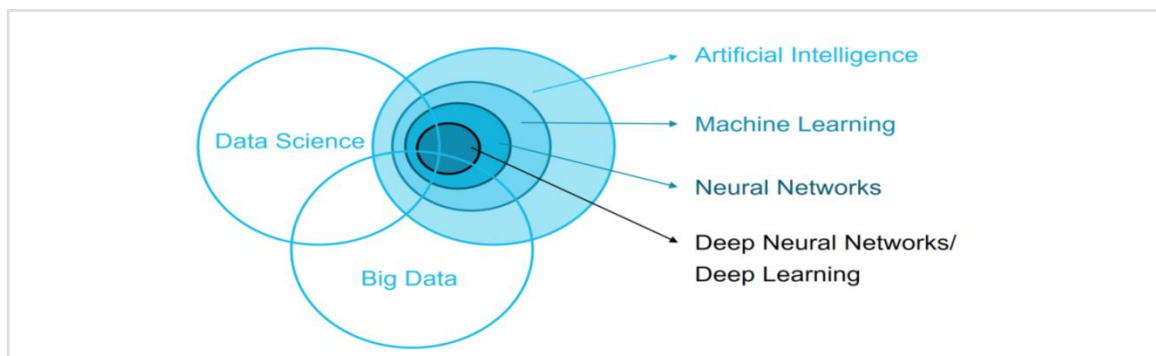 Artificial Intelligence
Data Science
Machine Learning
Neural Networks
Deep Neural Networks/
Deep Learning
Big Data